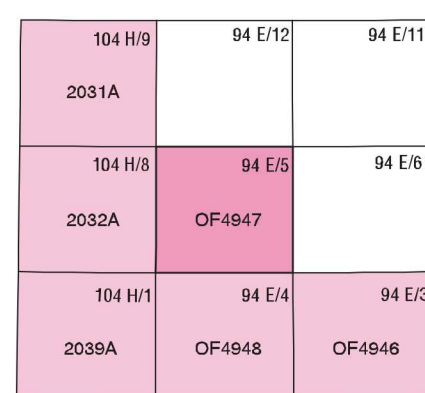 104 H/9 94 E/12 94 E/11
2031A
104 H/8 94 E/5 94 E/6
2032A OF4947
104 H/1 94 E/4 94 E/3
2039A OF4948 OF4946